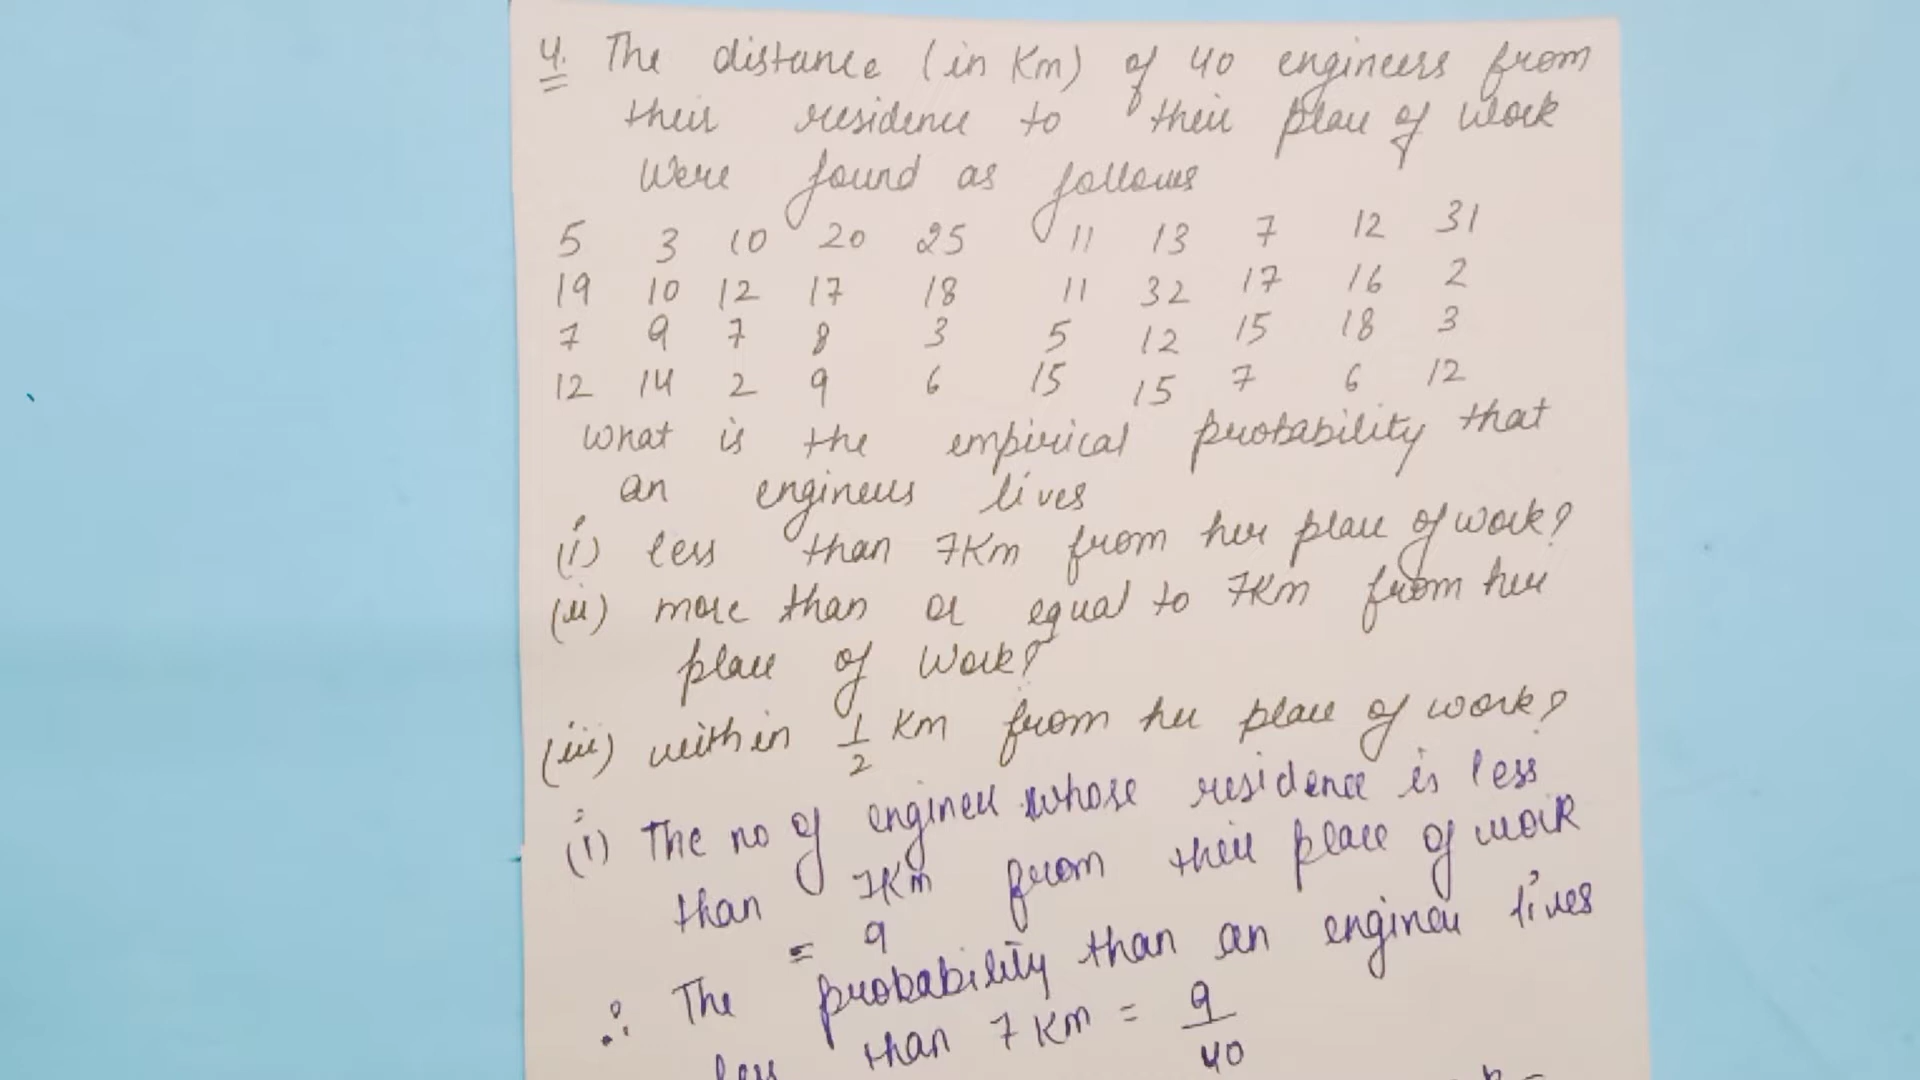 4. The distance (in Km) of 40 engineers from
their residence to their place of work
Were found as follows
5 3 10 20 25 11 13 7 12 31
19 10 12 17 18 11 32 17 16 2
7 9 7 8 3 5 12 15 18 3
12 14 2 9 6 15 15 7 6 12
What is the empirical probability that
an engineers lives
(i) less than 7Km from her place of work?
(ii) more than or equal to 7Km from her
place of Work?
(iii) within 1/2 Km from her place of work?
(i) The no of engineer whose residence is less
than 7Km from their place of work
= 9
∴ The probability than an engineer lives
less than 7 Km = 9/40